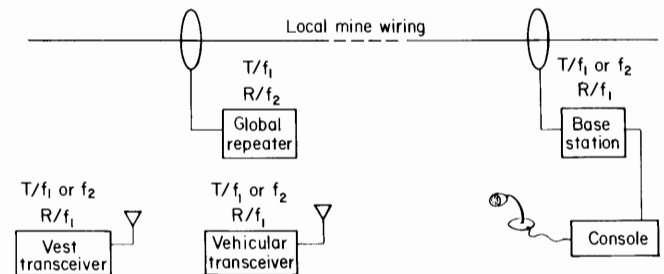 Local mine wiring
T/f₁
R/f₂
Global
repeater
T/f₁ or f₂
R/f₁
Base
station
T/f₁ or f₂
R/f₁
Vest
transceiver
T/f₁ or f₂
R/f₁
Vehicular
transceiver
Console